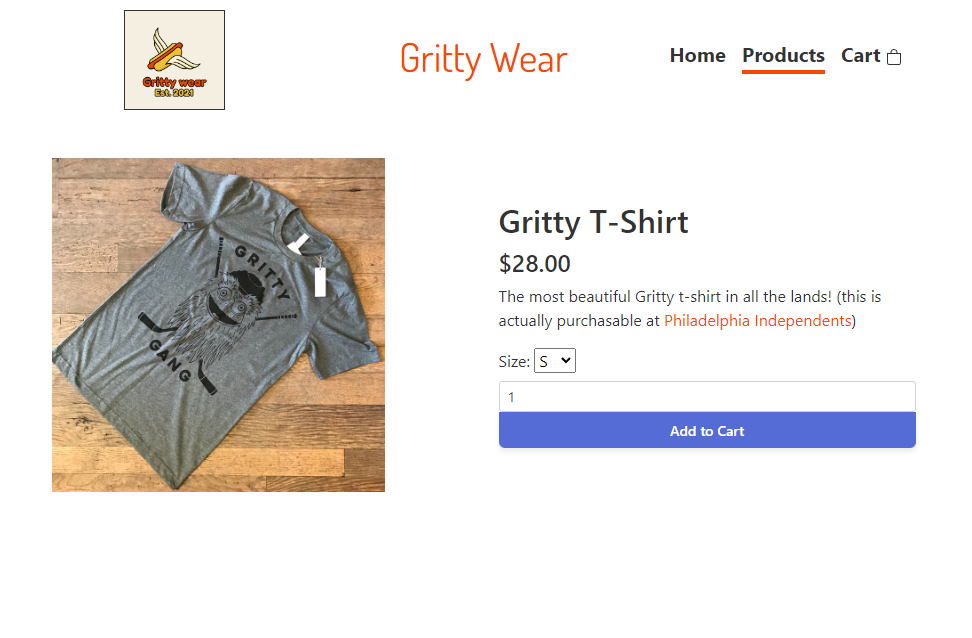 Gritty wear
Est. 2021
Gritty Wear
Home Products Cart
GRITTY
GANG
Gritty T-Shirt
$28.00
The most beautiful Gritty t-shirt in all the lands! (this is
actually purchasable at Philadelphia Independents)
Size: S
1
Add to Cart